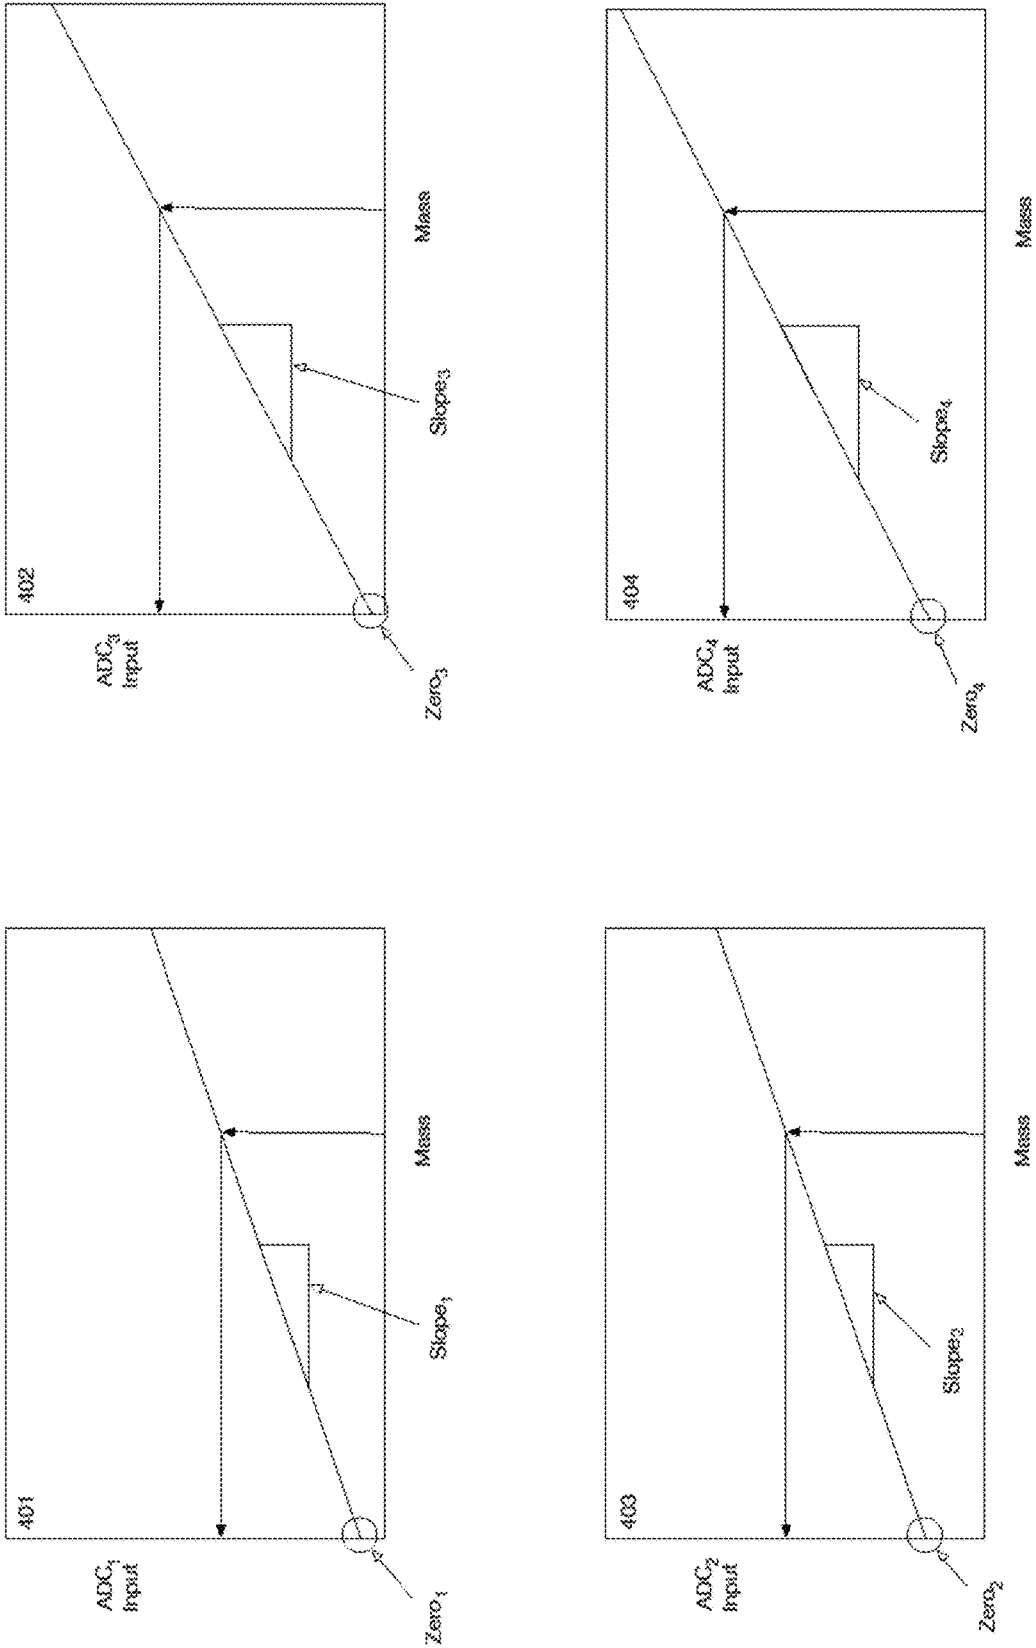 401
ADC1
Input
Zero1
Slope1
Mass
402
ADC3
Input
Zero3
Slope3
Mass
403
ADC2
Input
Zero2
Slope2
Mass
404
ADC4
Input
Zero4
Slope4
Mass